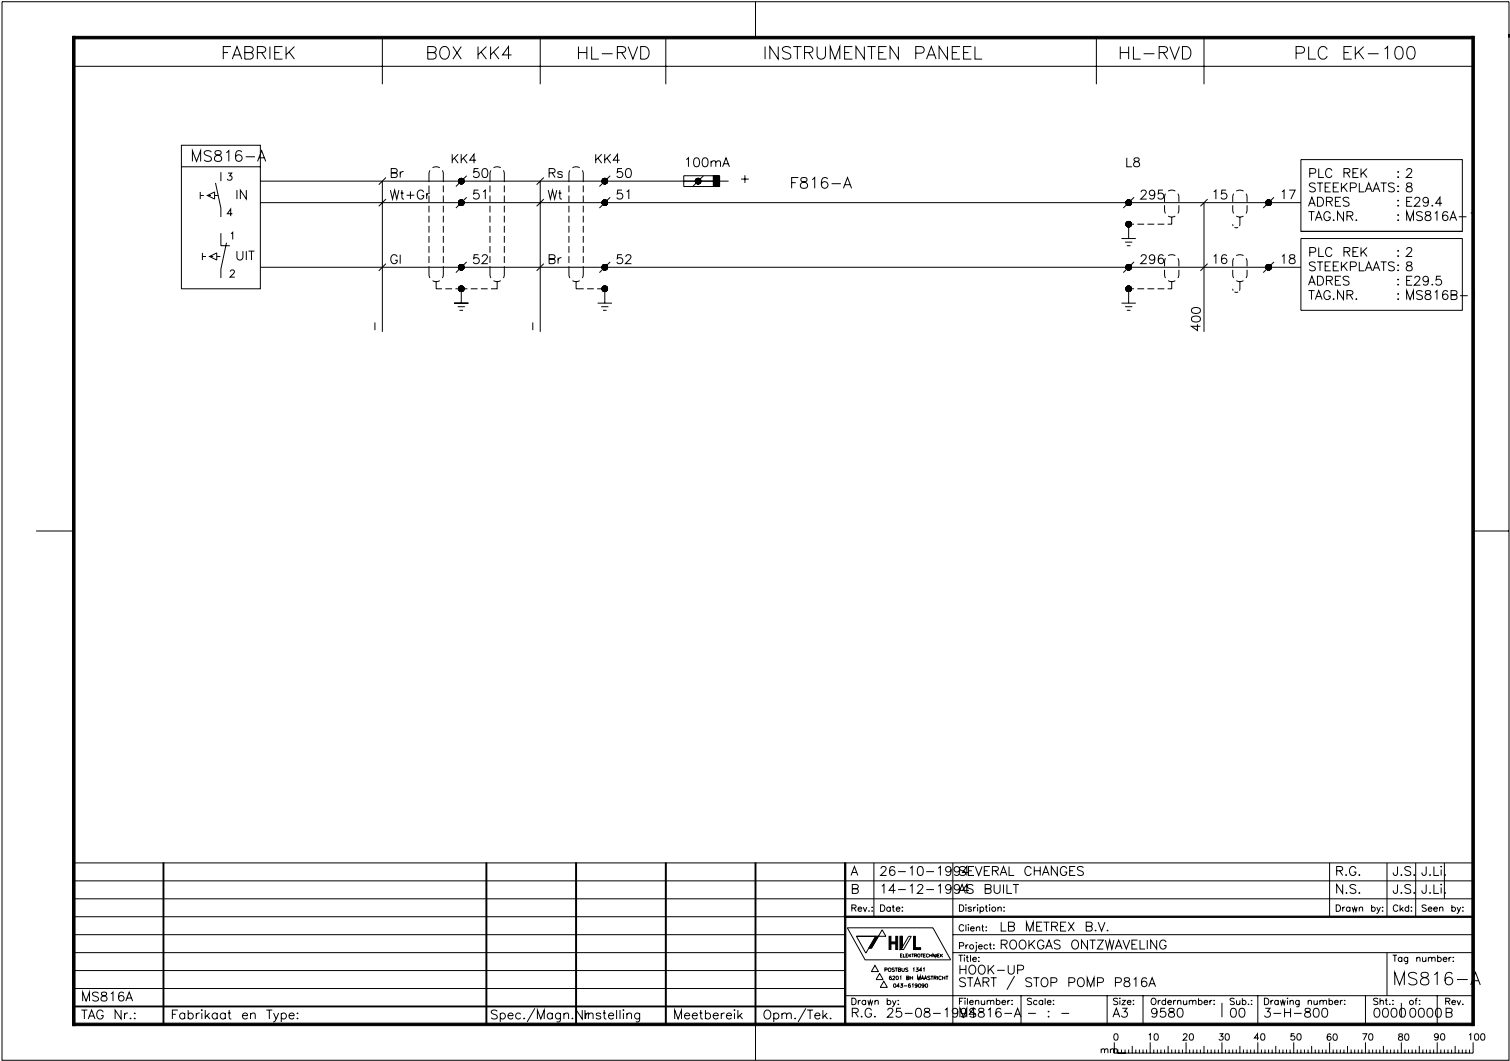 FABRIEK BOX KK4 HL-RVD INSTRUMENTEN PANEEL HL-RVD PLC EK-100
MS816-A
3
IN
4
1
UIT
2
Br KK4 50 Rs KK4 50 100mA + F816-A
Wt+Gr 51 Wt 51
Gl 52 Br 52
L8
295 15 17
296 16 18
400
PLC REK : 2
STEEKPLAATS: 8
ADRES : E29.4
TAG.NR. : MS816A-
PLC REK : 2
STEEKPLAATS: 8
ADRES : E29.5
TAG.NR. : MS816B-
A 26-10-1994 SEVERAL CHANGES R.G. J.S. J.Li.
B 14-12-1994 AS BUILT N.S. J.S. J.Li.
Rev.: Date: Disription: Drawn by: Ckd: Seen by:
HVL
ELEKTROTECHNIEK
POSTBUS 1341
6201 BH MAASTRICHT
043-619090
Client: LB METREX B.V.
Project: ROOKGAS ONTZWAVELING
Title:
HOOK-UP
START / STOP POMP P816A
Tag number:
MS816-A
Drawn by: Filenumber: Scale: Size: Ordernumber: Sub.: Drawing number: Sht.: of: Rev.
R.G. 25-08-1994 MS816-A - : - A3 9580 00 3-H-800 0000 0000 B
MS816A
TAG Nr.: Fabrikaat en Type: Spec./Magn.Nr. Instelling Meetbereik Opm./Tek.
mm 0 10 20 30 40 50 60 70 80 90 100